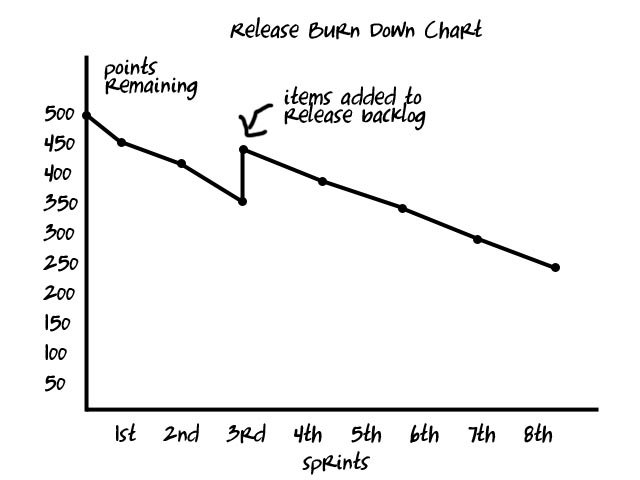 Release Burn Down Chart
points
Remaining
items added to
Release backlog
500
450
400
350
300
250
200
150
100
50
1st 2nd 3rd 4th 5th 6th 7th 8th
sprints